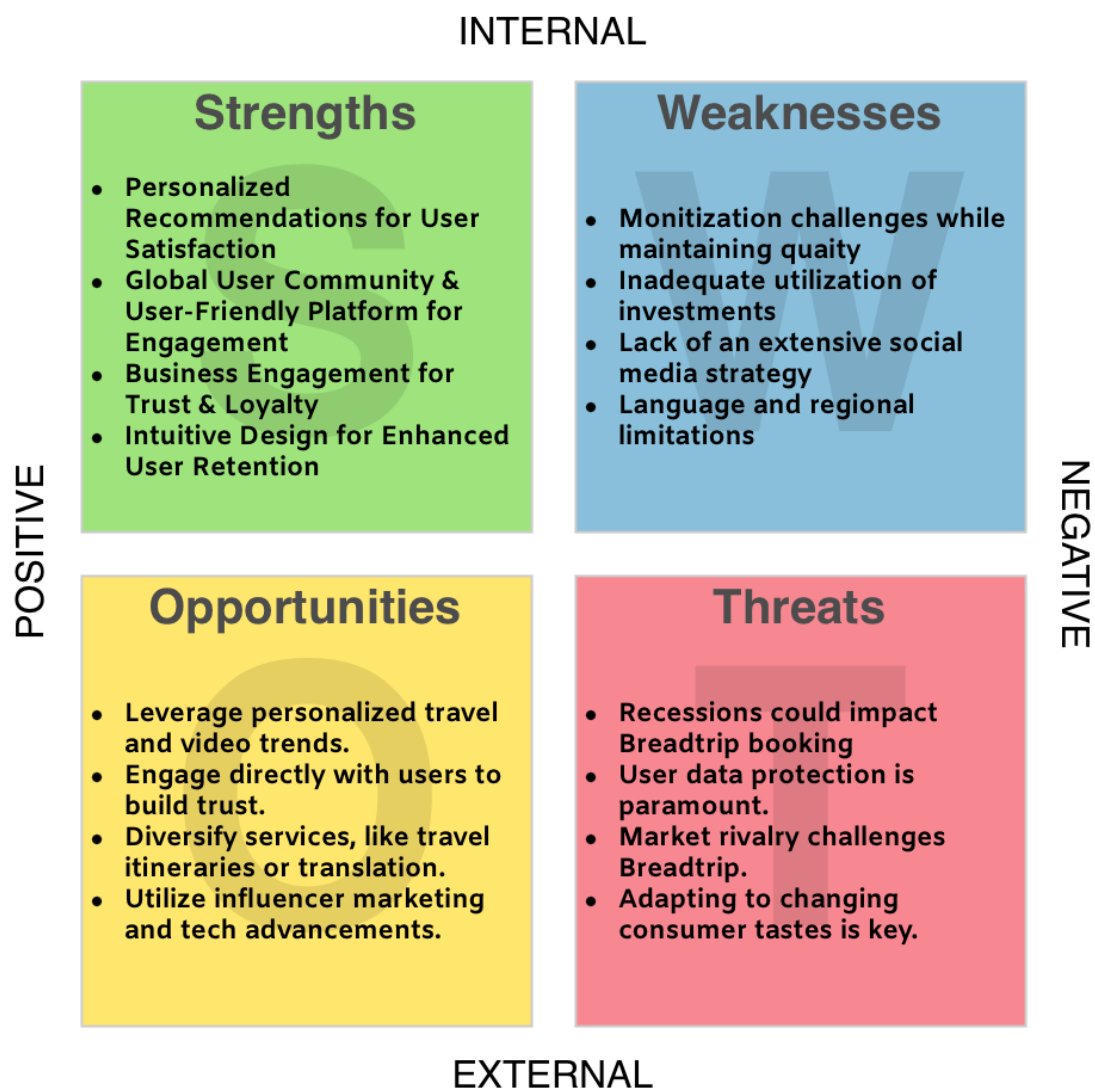 INTERNAL
Strengths
• Personalized
Recommendations for User
Satisfaction
• Global User Community &
User-Friendly Platform for
Engagement
• Business Engagement for
Trust & Loyalty
• Intuitive Design for Enhanced
User Retention
S
Weaknesses
• Monitization challenges while
maintaining quaity
• Inadequate utilization of
investments
• Lack of an extensive social
media strategy
• Language and regional
limitations
W
POSITIVE
NEGATIVE
Opportunities
• Leverage personalized travel
and video trends.
• Engage directly with users to
build trust.
• Diversify services, like travel
itineraries or translation.
• Utilize influencer marketing
and tech advancements.
O
Threats
• Recessions could impact
Breadtrip booking
• User data protection is
paramount.
• Market rivalry challenges
Breadtrip.
• Adapting to changing
consumer tastes is key.
T
EXTERNAL